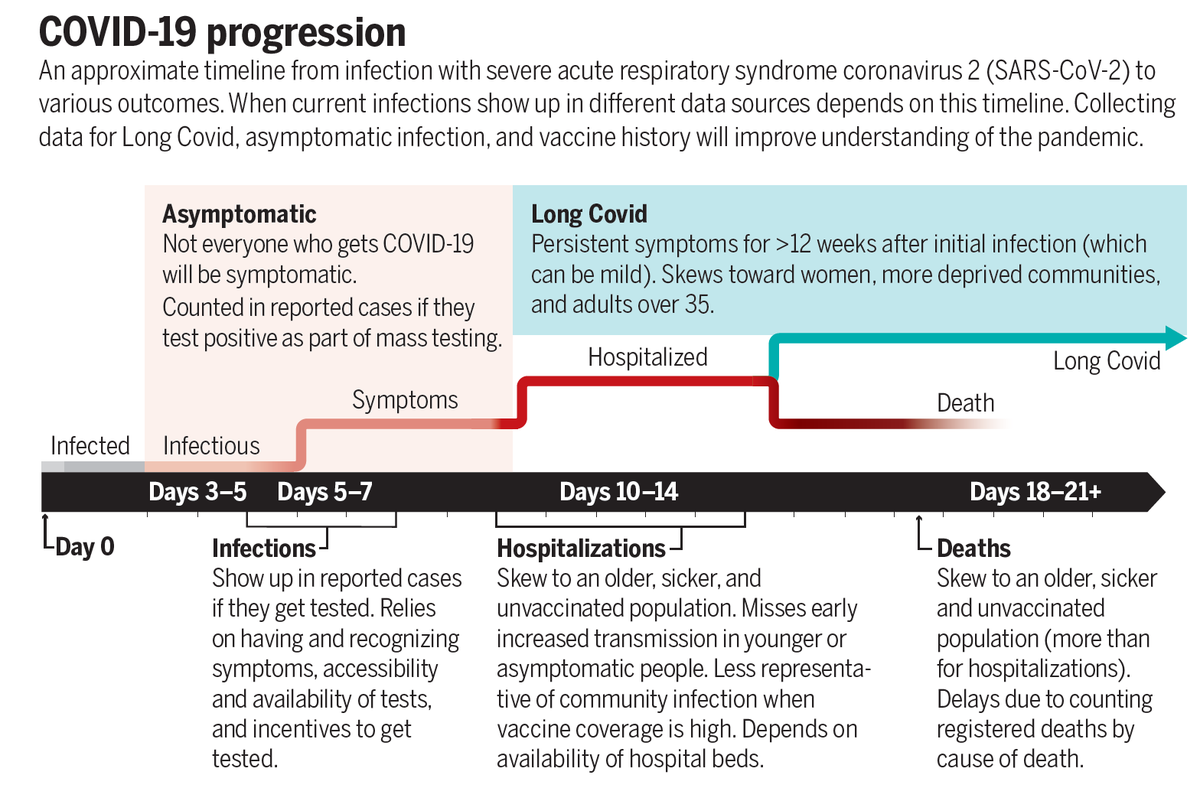 COVID-19 progression
An approximate timeline from infection with severe acute respiratory syndrome coronavirus 2 (SARS-CoV-2) to
various outcomes. When current infections show up in different data sources depends on this timeline. Collecting
data for Long Covid, asymptomatic infection, and vaccine history will improve understanding of the pandemic.
Asymptomatic
Not everyone who gets COVID-19
will be symptomatic.
Counted in reported cases if they
test positive as part of mass testing.
Long Covid
Persistent symptoms for >12 weeks after initial infection (which
can be mild). Skews toward women, more deprived communities,
and adults over 35.
Hospitalized
Long Covid
Symptoms
Death
Infected
Infectious
Days 3–5
Days 5–7
Days 10–14
Days 18–21+
Day 0
Infections
Show up in reported cases
if they get tested. Relies
on having and recognizing
symptoms, accessibility
and availability of tests,
and incentives to get
tested.
Hospitalizations
Skew to an older, sicker, and
unvaccinated population. Misses early
increased transmission in younger or
asymptomatic people. Less representa-
tive of community infection when
vaccine coverage is high. Depends on
availability of hospital beds.
Deaths
Skew to an older, sicker
and unvaccinated
population (more than
for hospitalizations).
Delays due to counting
registered deaths by
cause of death.